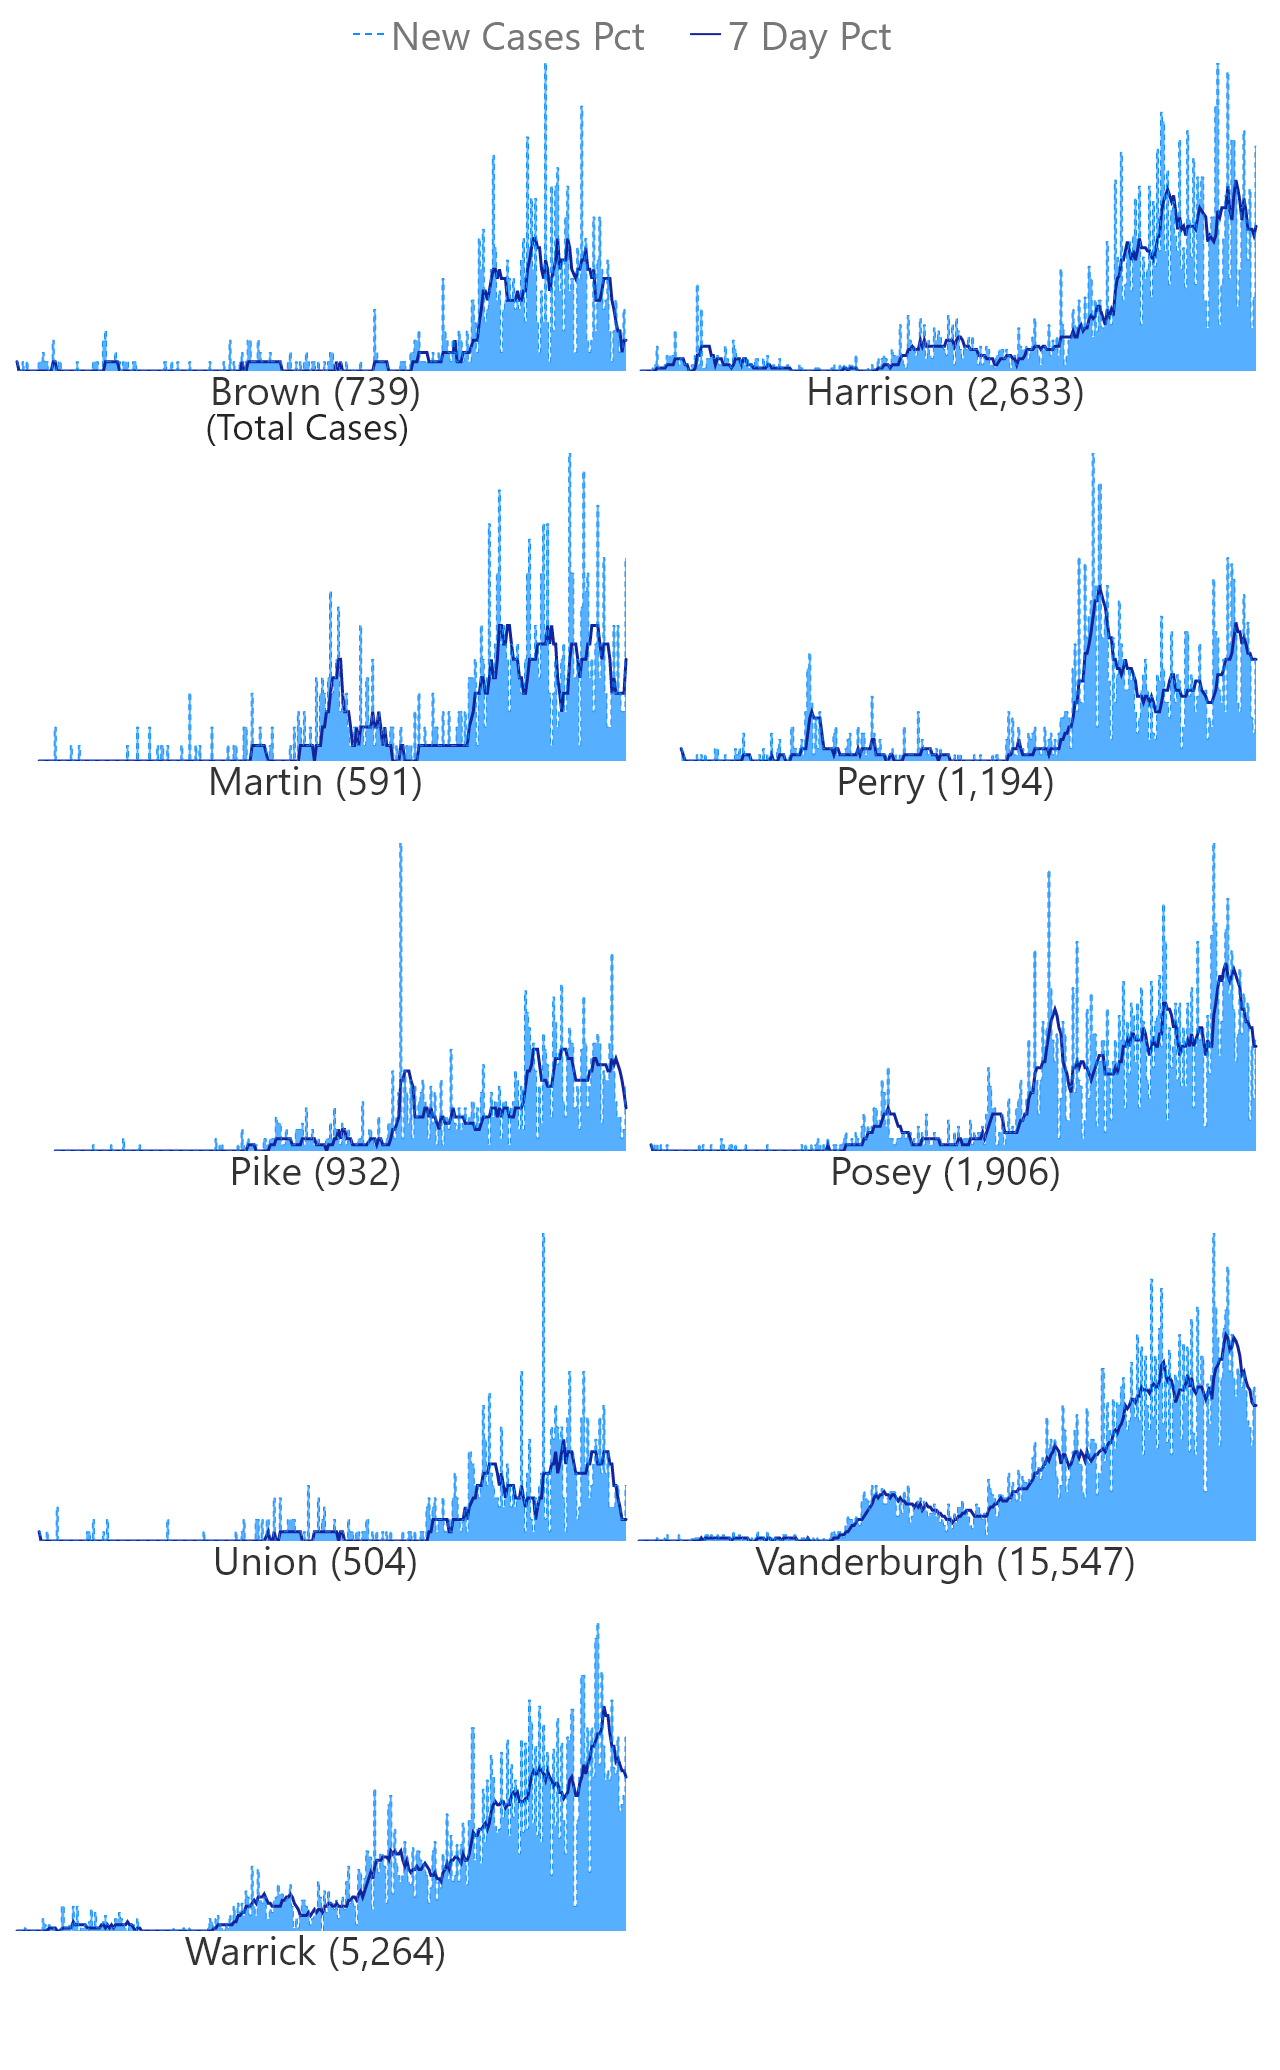 New Cases Pct 7 Day Pct
Brown (739) Harrison (2,633)
(Total Cases)
Martin (591) Perry (1,194)
Pike (932) Posey (1,906)
Union (504) Vanderburgh (15,547)
Warrick (5,264)